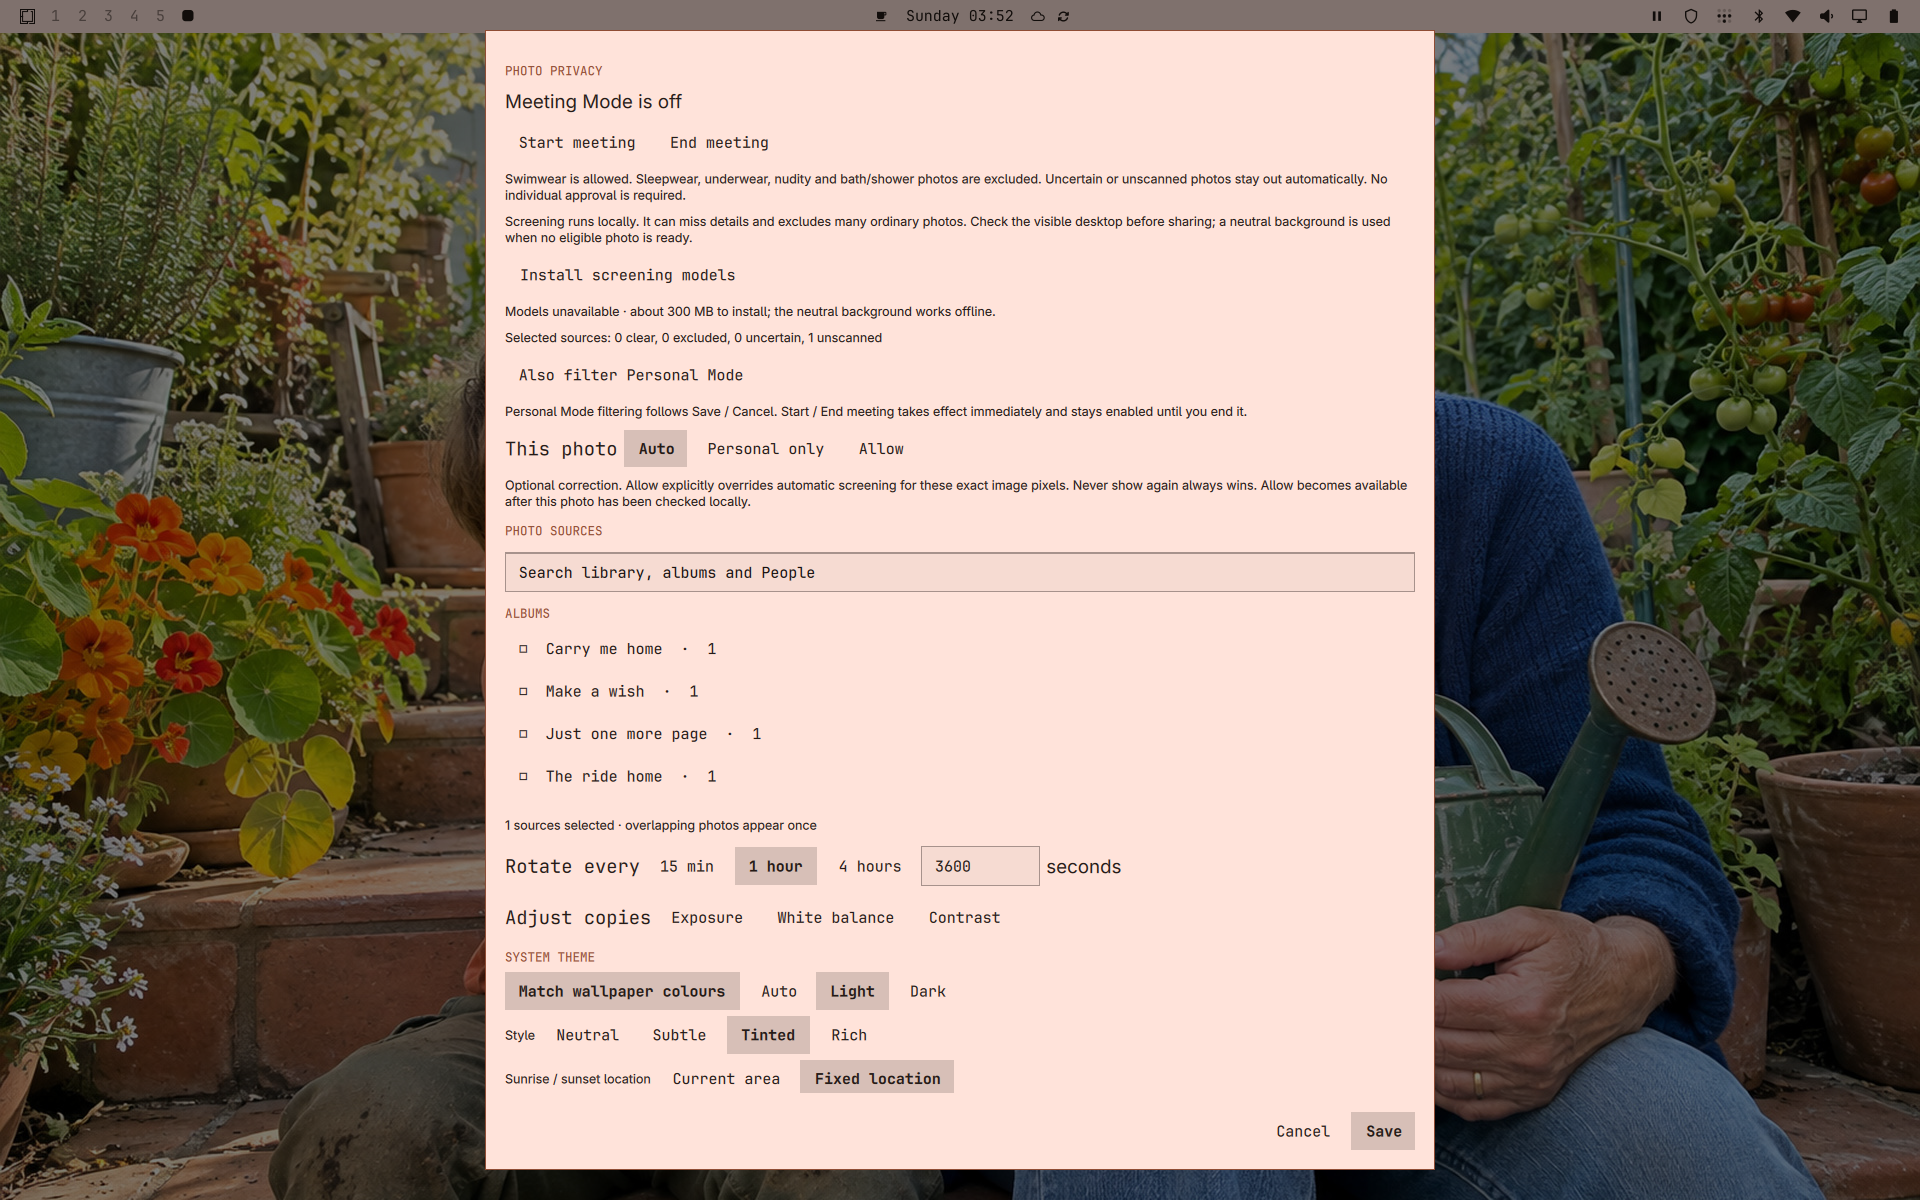 1 2 3 4 5
Sunday 03:52
PHOTO PRIVACY
Meeting Mode is off
Start meeting End meeting
Swimwear is allowed. Sleepwear, underwear, nudity and bath/shower photos are excluded. Uncertain or unscanned photos stay out automatically. No
individual approval is required.
Screening runs locally. It can miss details and excludes many ordinary photos. Check the visible desktop before sharing; a neutral background is used
when no eligible photo is ready.
Install screening models
Models unavailable · about 300 MB to install; the neutral background works offline.
Selected sources: 0 clear, 0 excluded, 0 uncertain, 1 unscanned
Also filter Personal Mode
Personal Mode filtering follows Save / Cancel. Start / End meeting takes effect immediately and stays enabled until you end it.
This photo Auto Personal only Allow
Optional correction. Allow explicitly overrides automatic screening for these exact image pixels. Never show again always wins. Allow becomes available
after this photo has been checked locally.
PHOTO SOURCES
Search library, albums and People
ALBUMS
Carry me home · 1
Make a wish · 1
Just one more page · 1
The ride home · 1
1 sources selected · overlapping photos appear once
Rotate every 15 min 1 hour 4 hours 3600 seconds
Adjust copies Exposure White balance Contrast
SYSTEM THEME
Match wallpaper colours Auto Light Dark
Style Neutral Subtle Tinted Rich
Sunrise / sunset location Current area Fixed location
Cancel Save